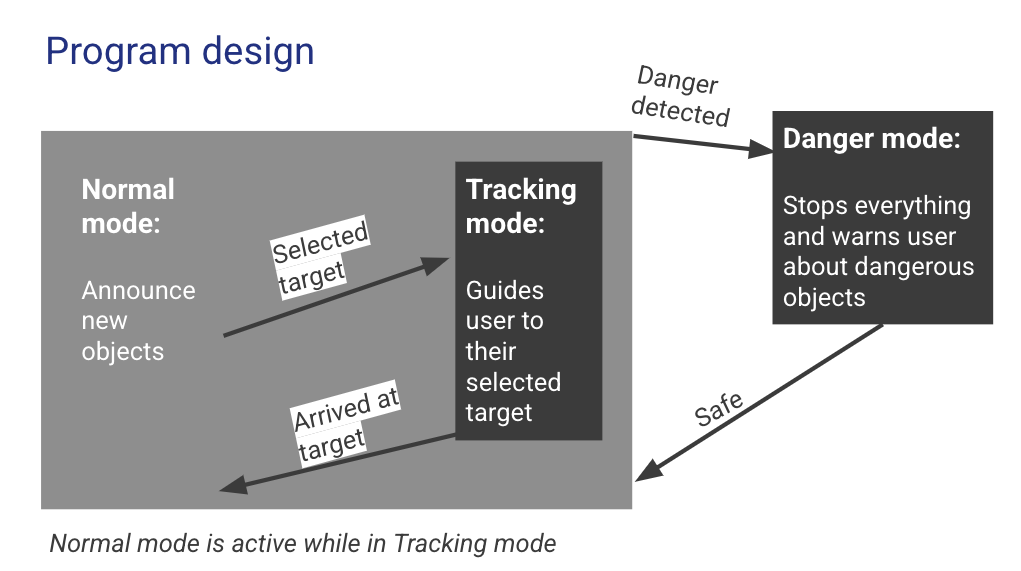 Program design
Danger
detected
Normal
mode:
Announce
new
objects
Selected
target
Arrived at
target
Tracking
mode:
Guides
user to
their
selected
target
Danger mode:
Stops everything
and warns user
about dangerous
objects
Safe
Normal mode is active while in Tracking mode